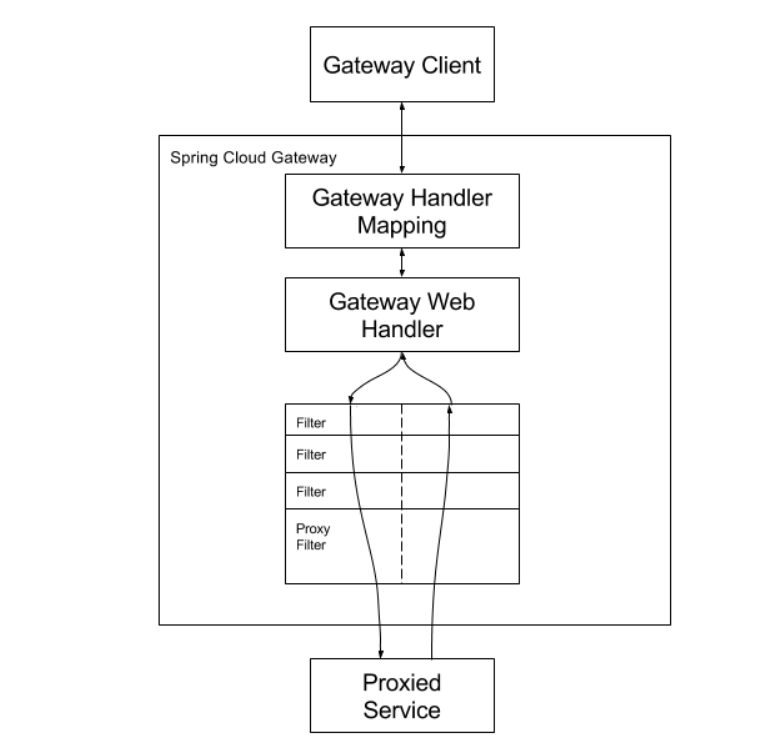 Gateway Client
Spring Cloud Gateway
Gateway Handler
Mapping
Gateway Web
Handler
Filter
Filter
Filter
Proxy
Filter
Proxied
Service